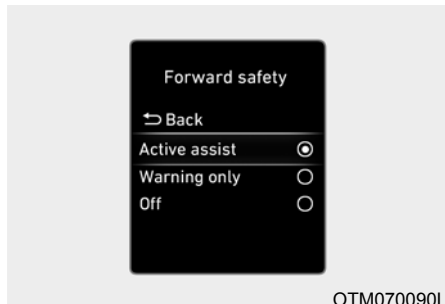 Forward safety
Back
Active assist
Warning only
Off
OTM070090L